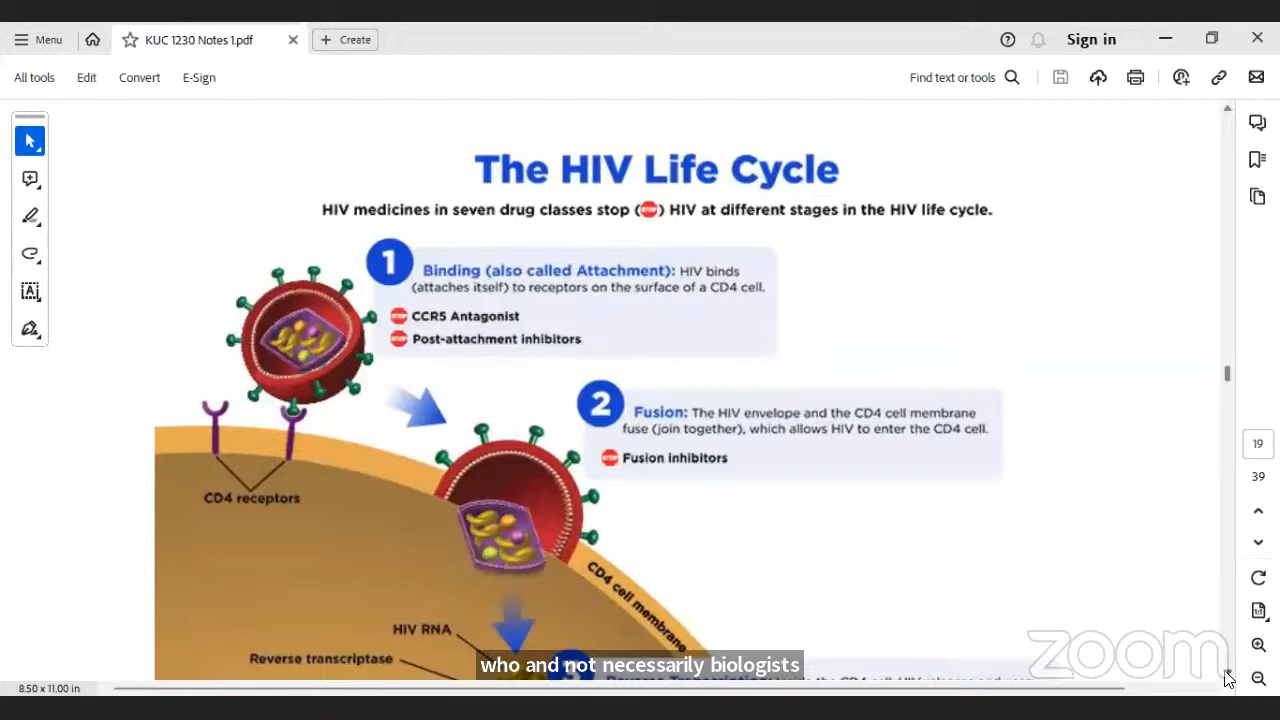 Menu
KUC 1230 Notes 1.pdf
Create
Sign in
All tools
Edit
Convert
E-Sign
Find text or tools
The HIV Life Cycle
HIV medicines in seven drug classes stop (STOP) HIV at different stages in the HIV life cycle.
1
Binding (also called Attachment): HIV binds
(attaches itself) to receptors on the surface of a CD4 cell.
STOP CCR5 Antagonist
STOP Post-attachment inhibitors
2
Fusion: The HIV envelope and the CD4 cell membrane
fuse (join together), which allows HIV to enter the CD4 cell.
STOP Fusion inhibitors
CD4 receptors
CD4 cell membrane
HIV RNA
Reverse transcriptase
3
who and not necessarily biologists
zoom
19
39
8.50 x 11.00 in